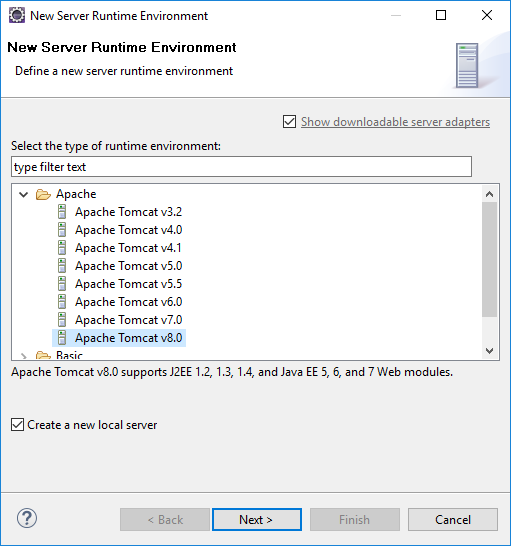 New Server Runtime Environment
New Server Runtime Environment
Define a new server runtime environment
Show downloadable server adapters
Select the type of runtime environment:
type filter text
Apache
Apache Tomcat v3.2
Apache Tomcat v4.0
Apache Tomcat v4.1
Apache Tomcat v5.0
Apache Tomcat v5.5
Apache Tomcat v6.0
Apache Tomcat v7.0
Apache Tomcat v8.0
Basic
Apache Tomcat v8.0 supports J2EE 1.2, 1.3, 1.4, and Java EE 5, 6, and 7 Web modules.
Create a new local server
? < Back Next > Finish Cancel